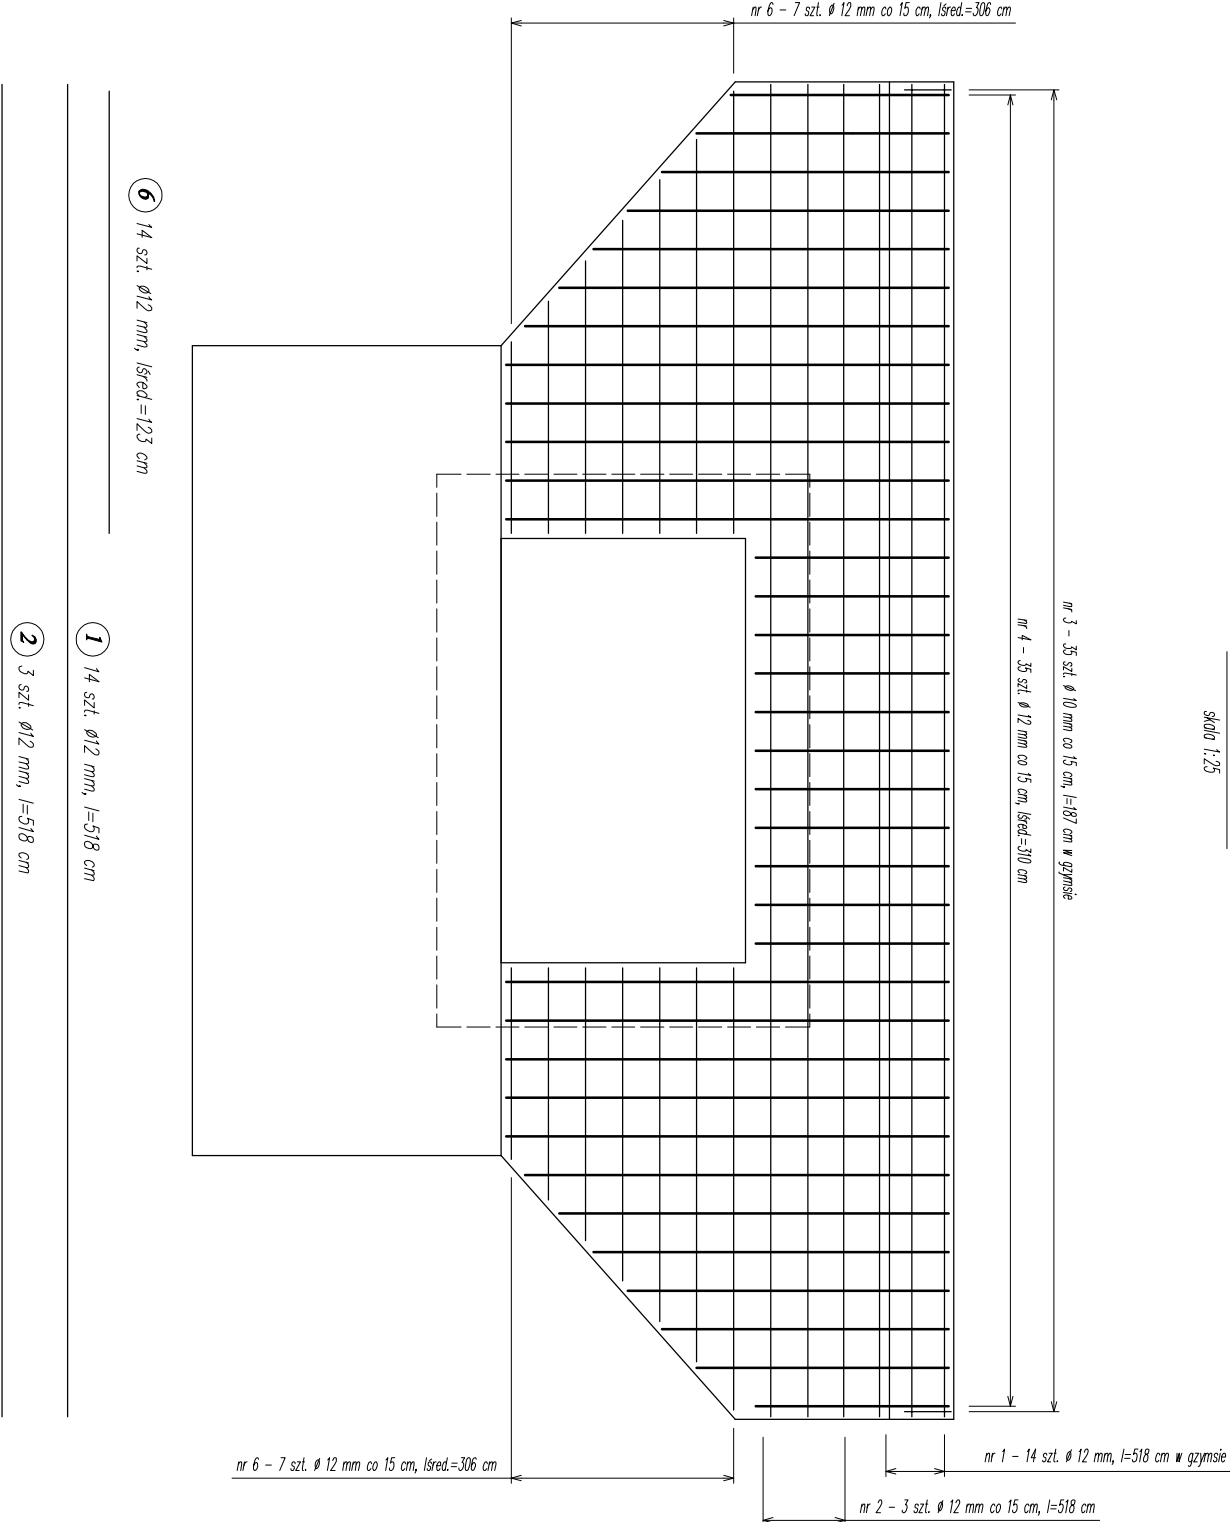 nr 6 - 7 szt. ø 12 mm co 15 cm, lśred.=306 cm
skala 1:25
nr 3 - 35 szt. ø 10 mm co 15 cm, l=187 cm w gzymsie
nr 4 - 35 szt. ø 12 mm co 15 cm, lśred.=310 cm
6 14 szt. ø12 mm, lśred.=123 cm
1 14 szt. ø12 mm, l=518 cm
2 3 szt. ø12 mm, l=518 cm
nr 6 - 7 szt. ø 12 mm co 15 cm, lśred.=306 cm
nr 1 - 14 szt. ø 12 mm, l=518 cm w gzymsie
nr 2 - 3 szt. ø 12 mm co 15 cm, l=518 cm